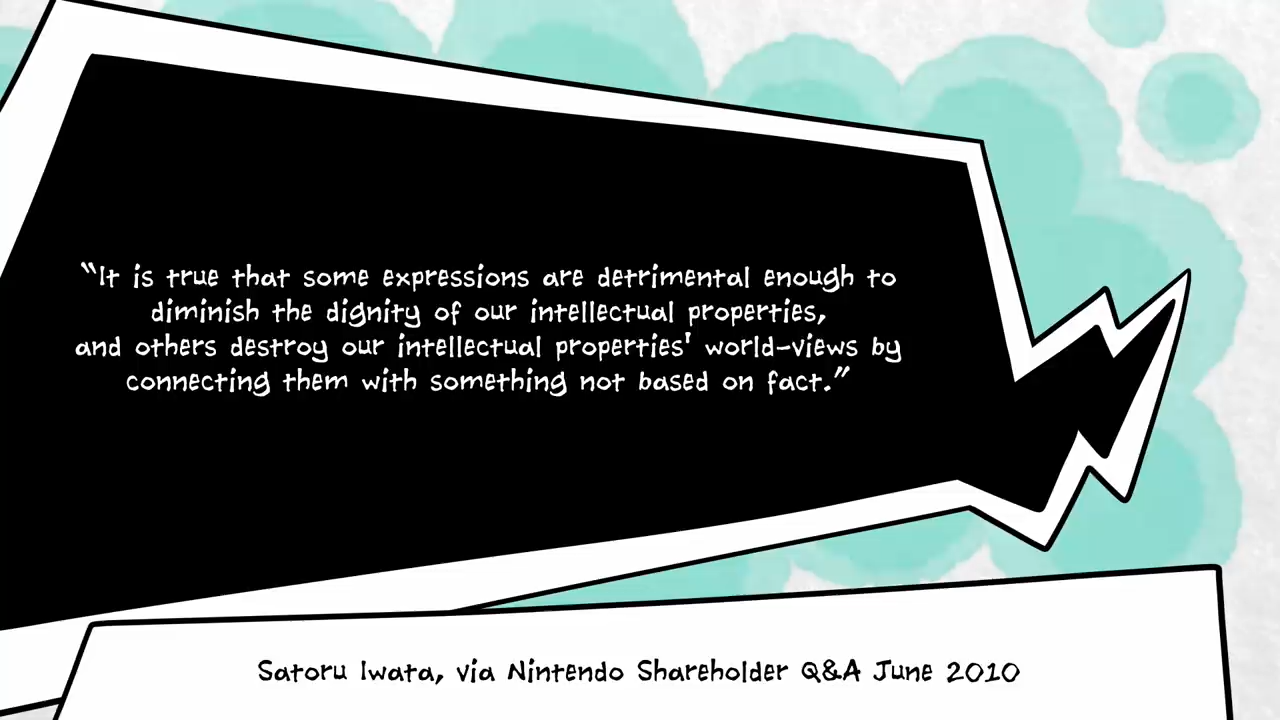 “It is true that some expressions are detrimental enough to
diminish the dignity of our intellectual properties,
and others destroy our intellectual properties' world-views by
connecting them with something not based on fact.”
Satoru Iwata, via Nintendo Shareholder Q&A June 2010